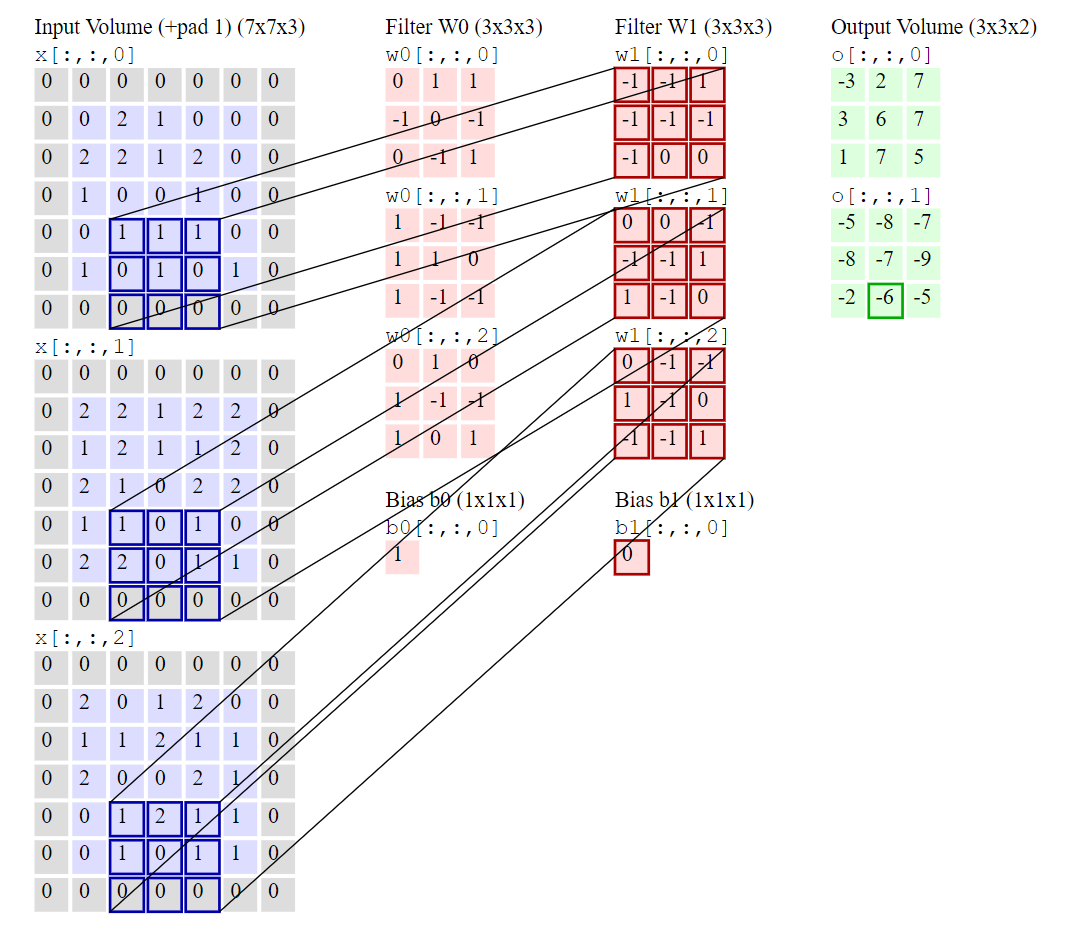 Input Volume (+pad 1) (7x7x3)
x[:,:,0]
0 0 0 0 0 0 0
0 0 2 1 0 0 0
0 2 2 1 2 0 0
0 1 0 0 1 0 0
0 0 1 1 1 0 0
0 1 0 1 0 1 0
0 0 0 0 0 0 0
x[:,:,1]
0 0 0 0 0 0 0
0 2 2 1 2 2 0
0 1 2 1 1 2 0
0 2 1 0 2 2 0
0 1 1 0 1 0 0
0 2 2 0 1 1 0
0 0 0 0 0 0 0
x[:,:,2]
0 0 0 0 0 0 0
0 2 0 1 2 0 0
0 1 1 2 1 1 0
0 2 0 0 2 1 0
0 0 1 2 1 1 0
0 0 1 0 1 1 0
0 0 0 0 0 0 0
Filter W0 (3x3x3)
w0[:,:,0]
0 1 1
-1 0 -1
0 -1 1
w0[:,:,1]
1 -1 -1
1 1 0
1 -1 -1
w0[:,:,2]
0 1 0
1 -1 -1
1 0 1
Bias b0 (1x1x1)
b0[:,:,0]
1
Filter W1 (3x3x3)
w1[:,:,0]
-1 -1 1
-1 -1 -1
-1 0 0
w1[:,:,1]
0 0 -1
-1 -1 1
1 -1 0
w1[:,:,2]
0 -1 -1
1 -1 0
-1 -1 1
Bias b1 (1x1x1)
b1[:,:,0]
0
Output Volume (3x3x2)
o[:,:,0]
-3 2 7
3 6 7
1 7 5
o[:,:,1]
-5 -8 -7
-8 -7 -9
-2 -6 -5